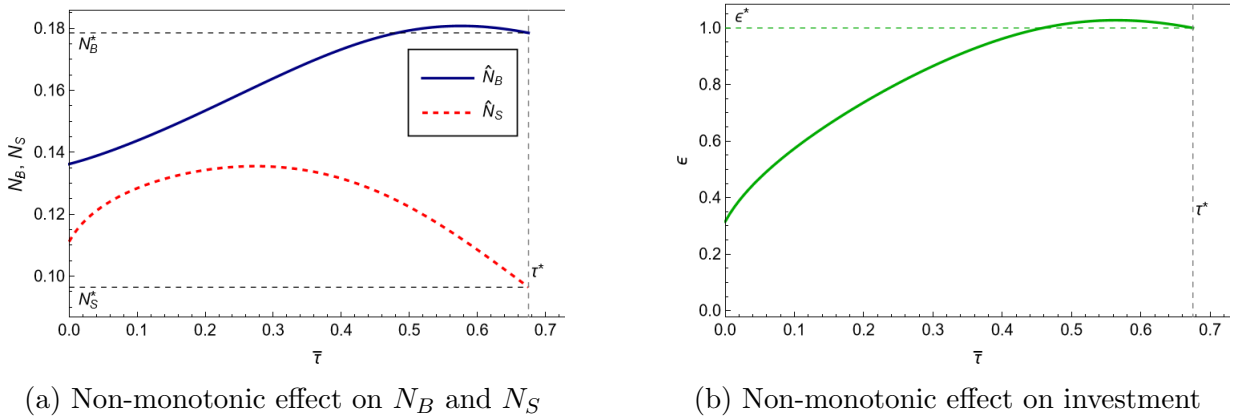 0.18
N*_B
0.16
N̂_B
N̂_S
N_B, N_S
0.14
0.12
0.10
τ*
N*_S
0.0 0.1 0.2 0.3 0.4 0.5 0.6 0.7
τ̄
(a) Non-monotonic effect on N_B and N_S
ϵ*
1.0
0.8
0.6
ϵ
0.4
τ*
0.2
0.0
0.0 0.1 0.2 0.3 0.4 0.5 0.6 0.7
τ̄
(b) Non-monotonic effect on investment